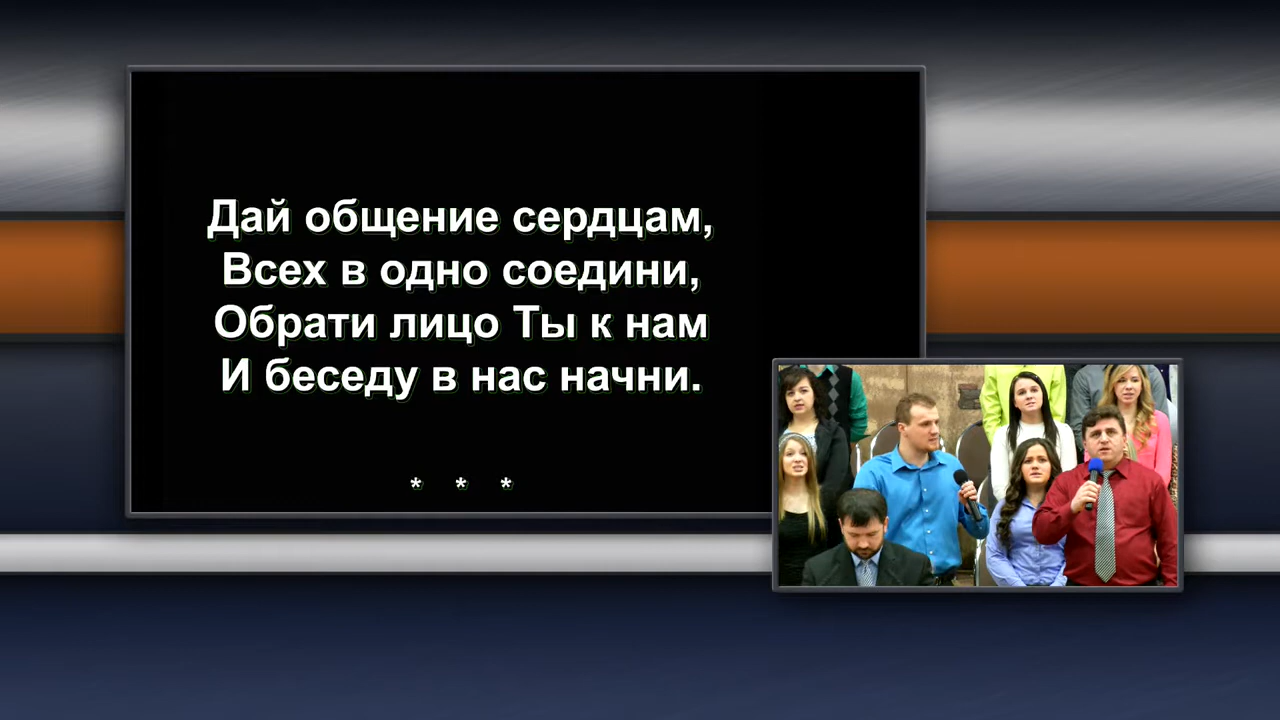 Дай общение сердцам,
Всех в одно соедини,
Обрати лицо Ты к нам
И беседу в нас начни.
* * *